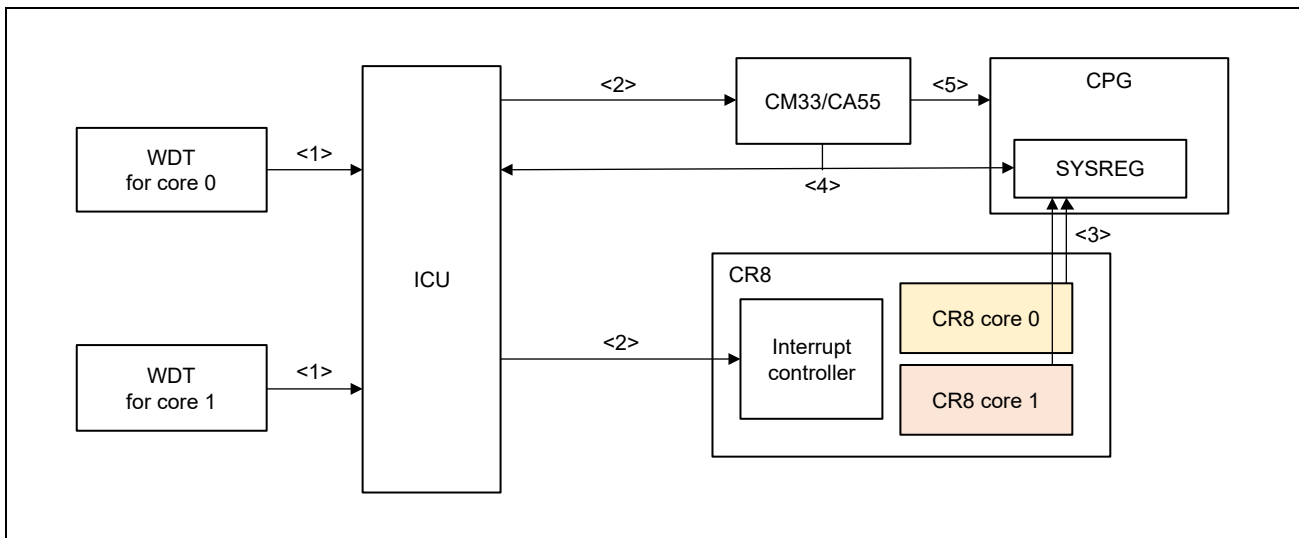 <2>
CM33/CA55
<5>
CPG
WDT
for core 0
<1>
<4>
SYSREG
<3>
ICU
CR8
CR8 core 0
Interrupt
controller
<2>
WDT
for core 1
<1>
CR8 core 1